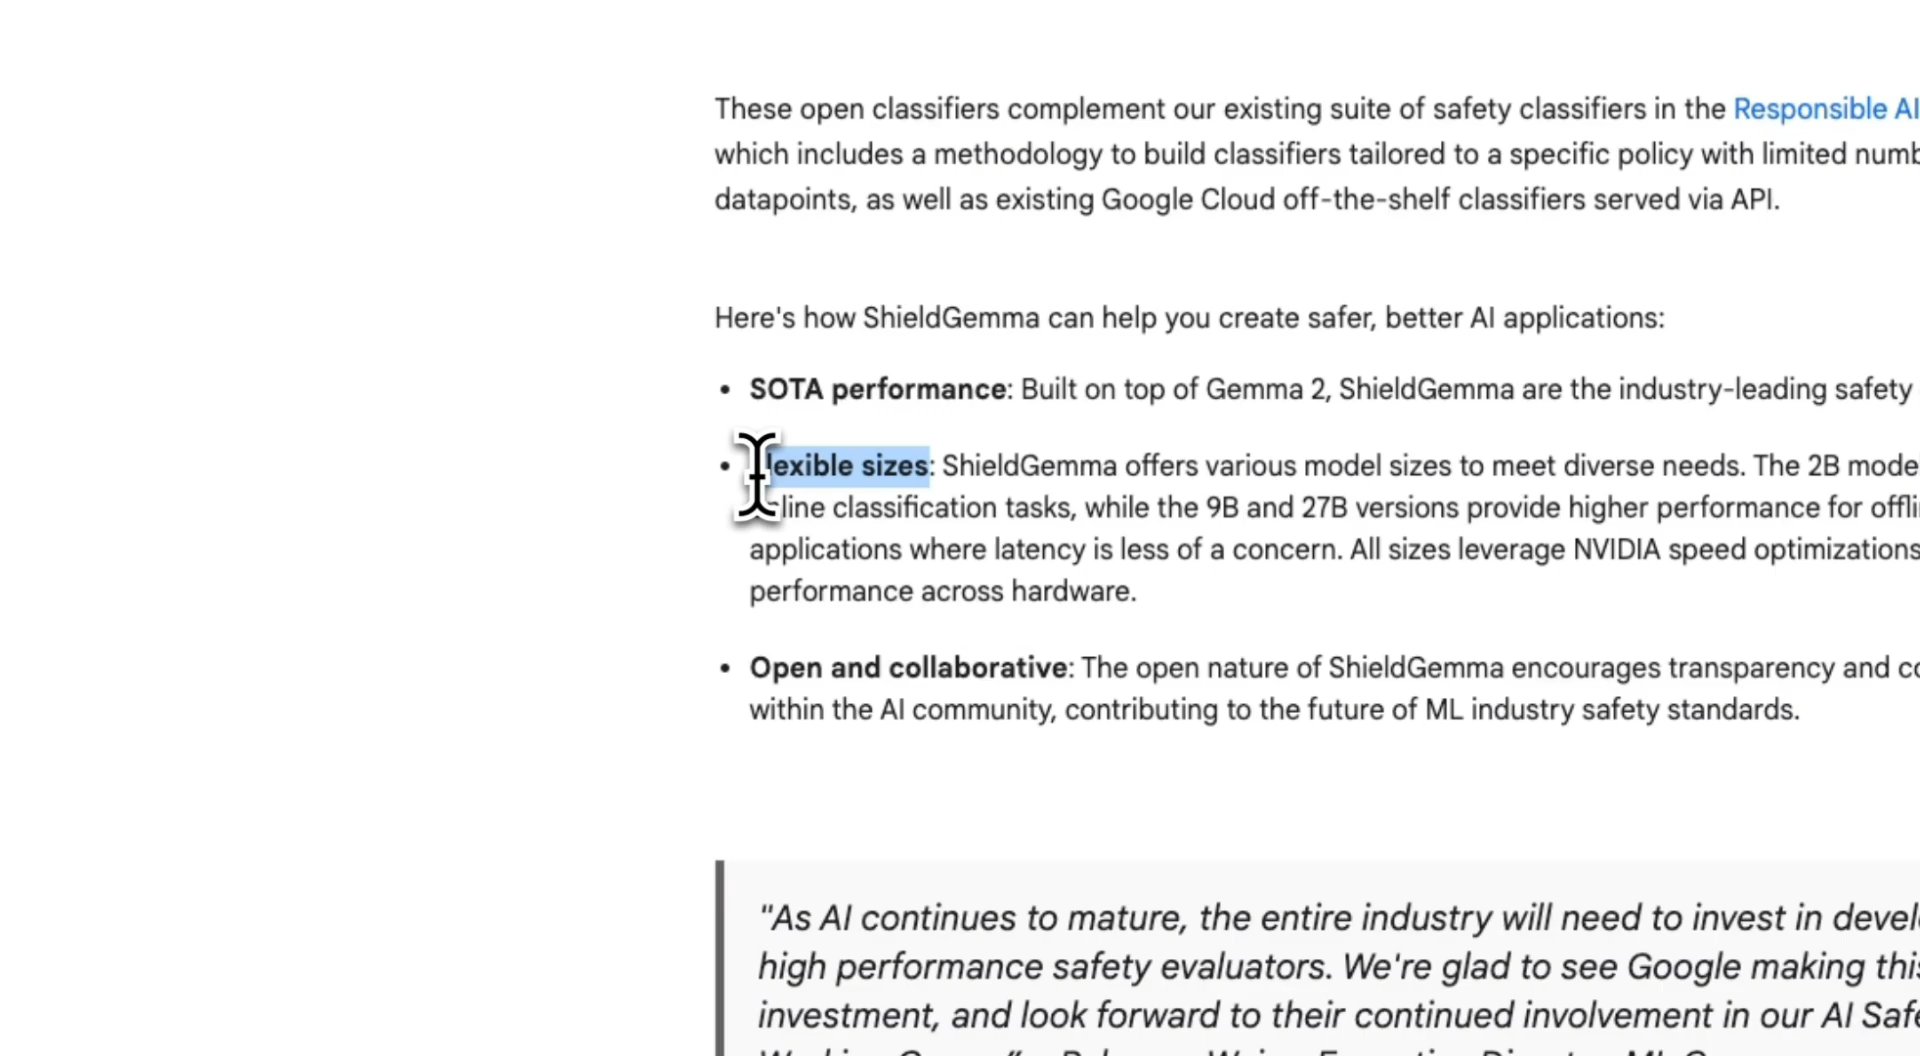 These open classifiers complement our existing suite of safety classifiers in the Responsible AI
which includes a methodology to build classifiers tailored to a specific policy with limited
datapoints, as well as existing Google Cloud off-the-shelf classifiers served via API.
Here's how ShieldGemma can help you create safer, better AI applications:
• SOTA performance: Built on top of Gemma 2, ShieldGemma are the industry-leading safety
• lexible sizes: ShieldGemma offers various model sizes to meet diverse needs. The 2B
line classification tasks, while the 9B and 27B versions provide higher performance for
applications where latency is less of a concern. All sizes leverage NVIDIA speed optimizations
performance across hardware.
• Open and collaborative: The open nature of ShieldGemma encourages transparency and
within the AI community, contributing to the future of ML industry safety standards.
"As AI continues to mature, the entire industry will need to invest in
high performance safety evaluators. We're glad to see Google making this
investment, and look forward to their continued involvement in our AI